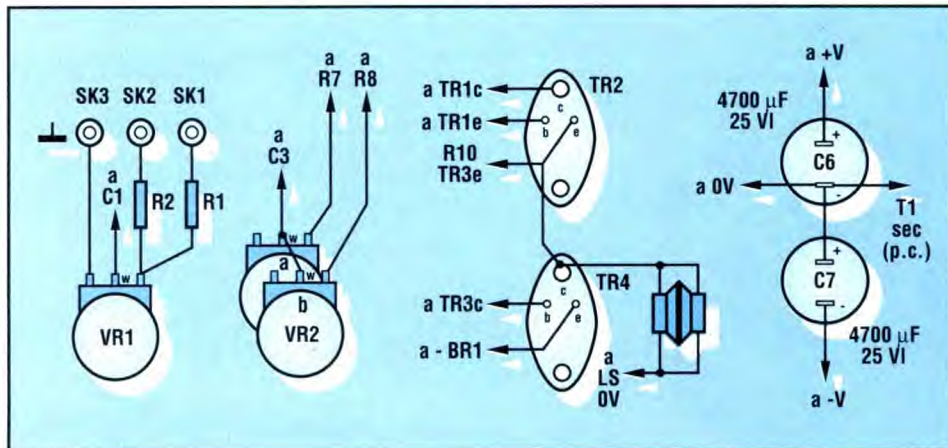 SK3 SK2 SK1
a
C1
R2
R1
w
VR1
a
R7
a
R8
a
C3
w
a
w
b
VR2
a TR1c
a TR1e
R10
TR3e
TR2
c
b
e
a TR3c
a - BR1
TR4
c
b
e
a
LS
0V
a +V
4700 µF
25 Vl
+
C6
-
a 0V
T1
sec
(p.c.)
+
C7
-
4700 µF
25 Vl
a -V